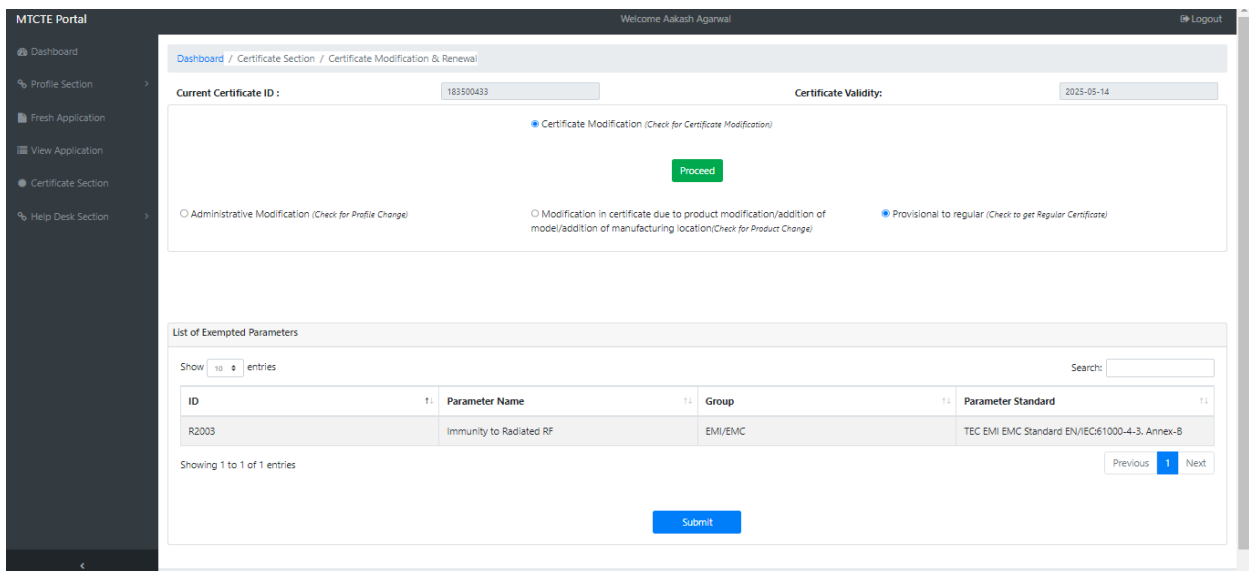 MTCTE Portal
Welcome Aakash Agarwal
Logout
Dashboard
Profile Section
Fresh Application
View Application
Certificate Section
Help Desk Section
Dashboard / Certificate Section / Certificate Modification & Renewal
Current Certificate ID : 183500433 Certificate Validity: 2025-05-14
Certificate Modification (Check for Certificate Modification)
Proceed
Administrative Modification (Check for Profile Change)
Modification in certificate due to product modification/addition of
model/addition of manufacturing location(Check for Product Change)
Provisional to regular (Check to get Regular Certificate)
List of Exempted Parameters
Show 10 entries Search:
ID Parameter Name Group Parameter Standard
R2003 Immunity to Radiated RF EMI/EMC TEC EMI EMC Standard EN/IEC:61000-4-3. Annex-B
Showing 1 to 1 of 1 entries Previous 1 Next
Submit